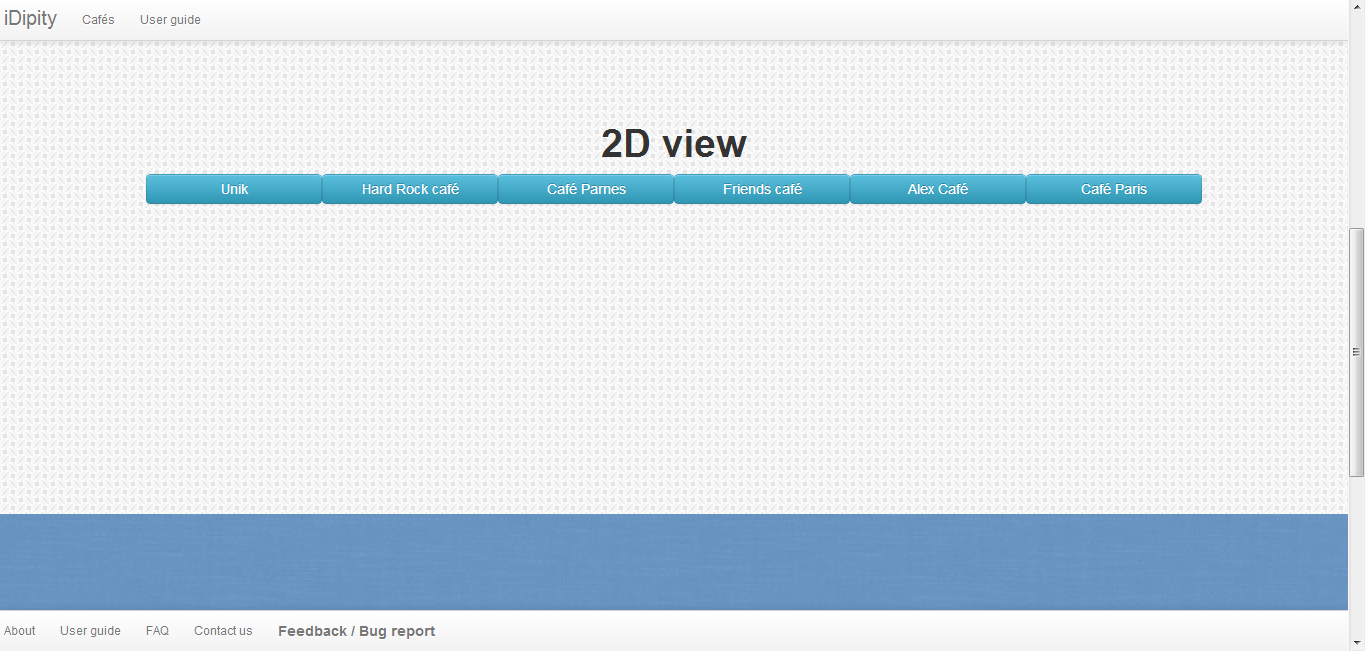 iDipity Cafés User guide
2D view
Unik Hard Rock café Café Parnes Friends café Alex Café Café Paris
About User guide FAQ Contact us Feedback / Bug report